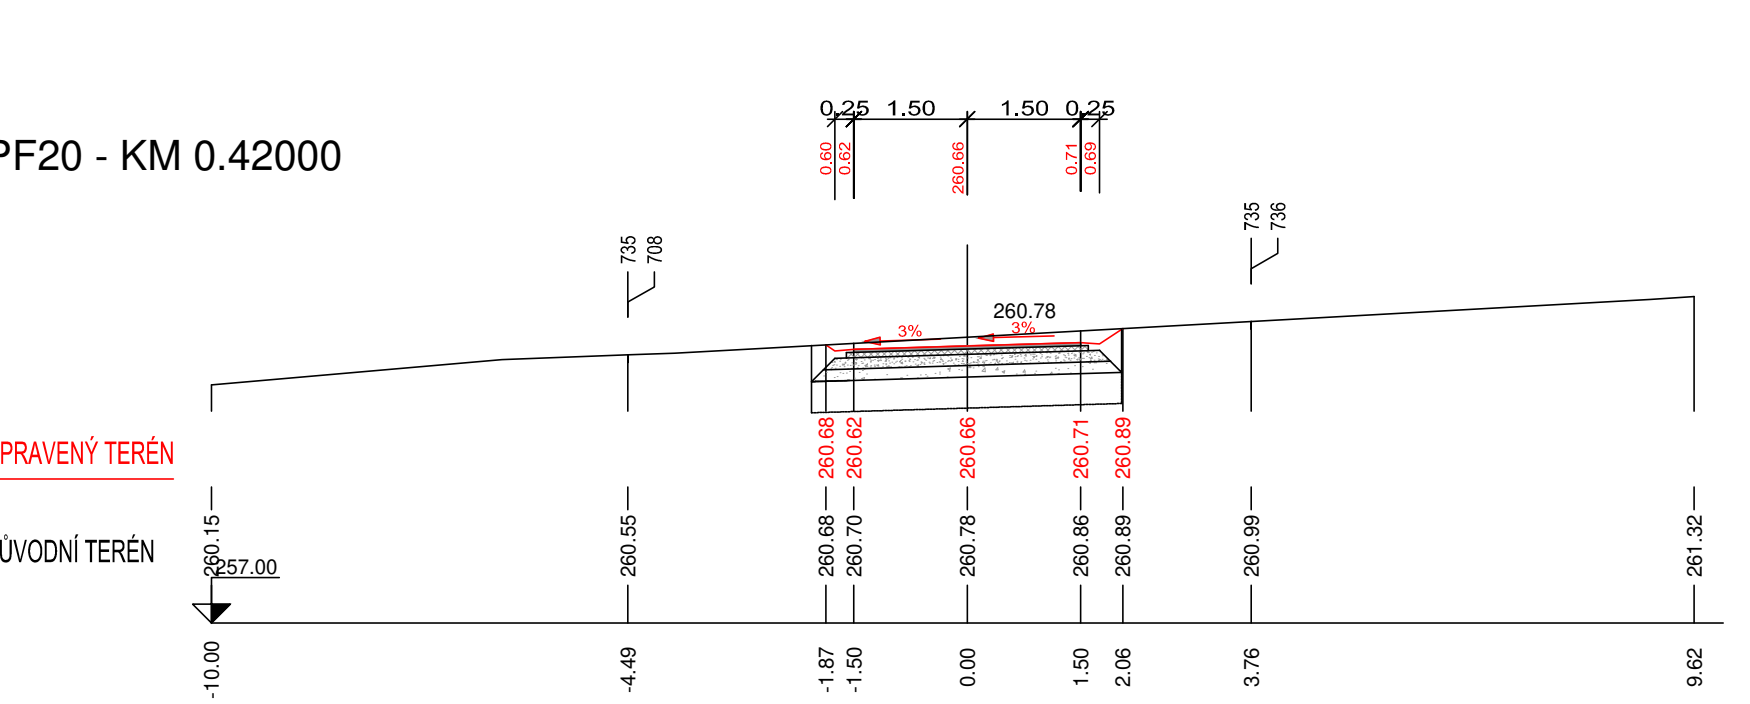 0.25 1.50 1.50 0.25
PF20 - KM 0.42000
0.60 0.62 260.66 0.71 0.69
735 708
735 736
260.78
3% 3%
PRAVENÝ TERÉN
260.68 260.62 260.66 260.71 260.89
ŮVODNÍ TERÉN
260.15 260.55 260.68 260.70 260.78 260.86 260.89 260.99 261.32
257.00
-10.00 -4.49 -1.87 -1.50 0.00 1.50 2.06 3.76 9.62